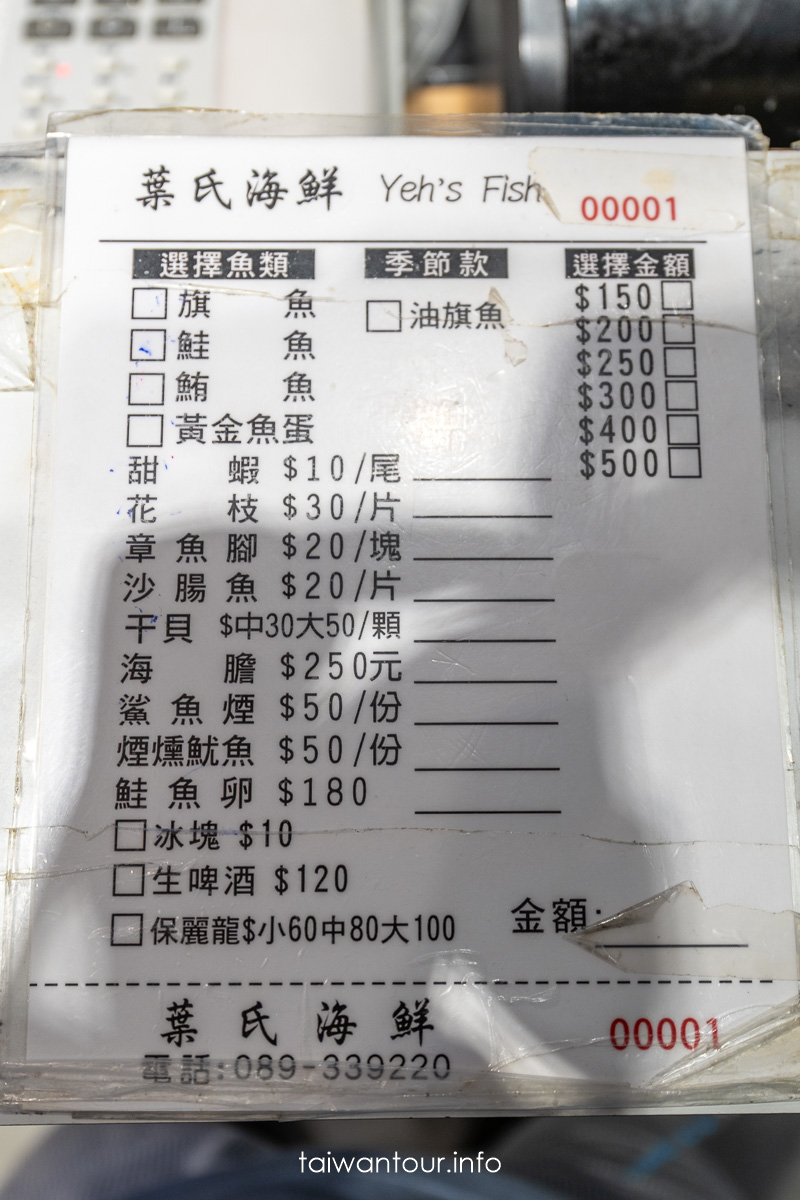 葉氏海鮮 Yeh's Fish 00001
選擇魚類 季節款 選擇金額
□旗魚 □油旗魚 $150□
□鮭魚 $200□
□鮪魚 $250□
□黃金魚蛋 $300□
$400□
$500□
甜蝦 $10/尾
花枝 $30/片
章魚腳 $20/塊
沙腸魚 $20/片
干貝 $中30大50/顆
海膽 $250元
鯊魚煙 $50/份
煙燻魷魚 $50/份
鮭魚卵 $180
□冰塊 $10
□生啤酒 $120
□保麗龍$小60中80大100 金額:
葉氏海鮮 00001
電話:089-339220
taiwantour.info